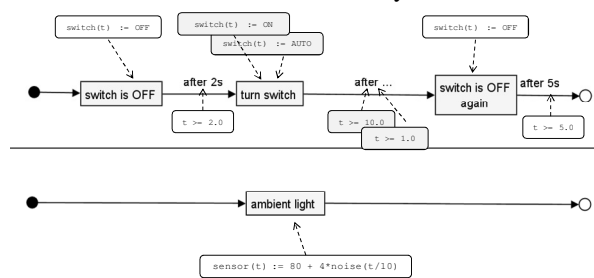 switch(t) := OFF
switch(t) := ON
switch(t) := OFF
switch(t) := AUTO
switch is OFF
after 2s
turn switch
after ...
switch is OFF
again
after 5s
t >= 2.0
t >= 10.0
t >= 5.0
t >= 1.0
ambient light
sensor(t) := 80 + 4*noise(t/10)